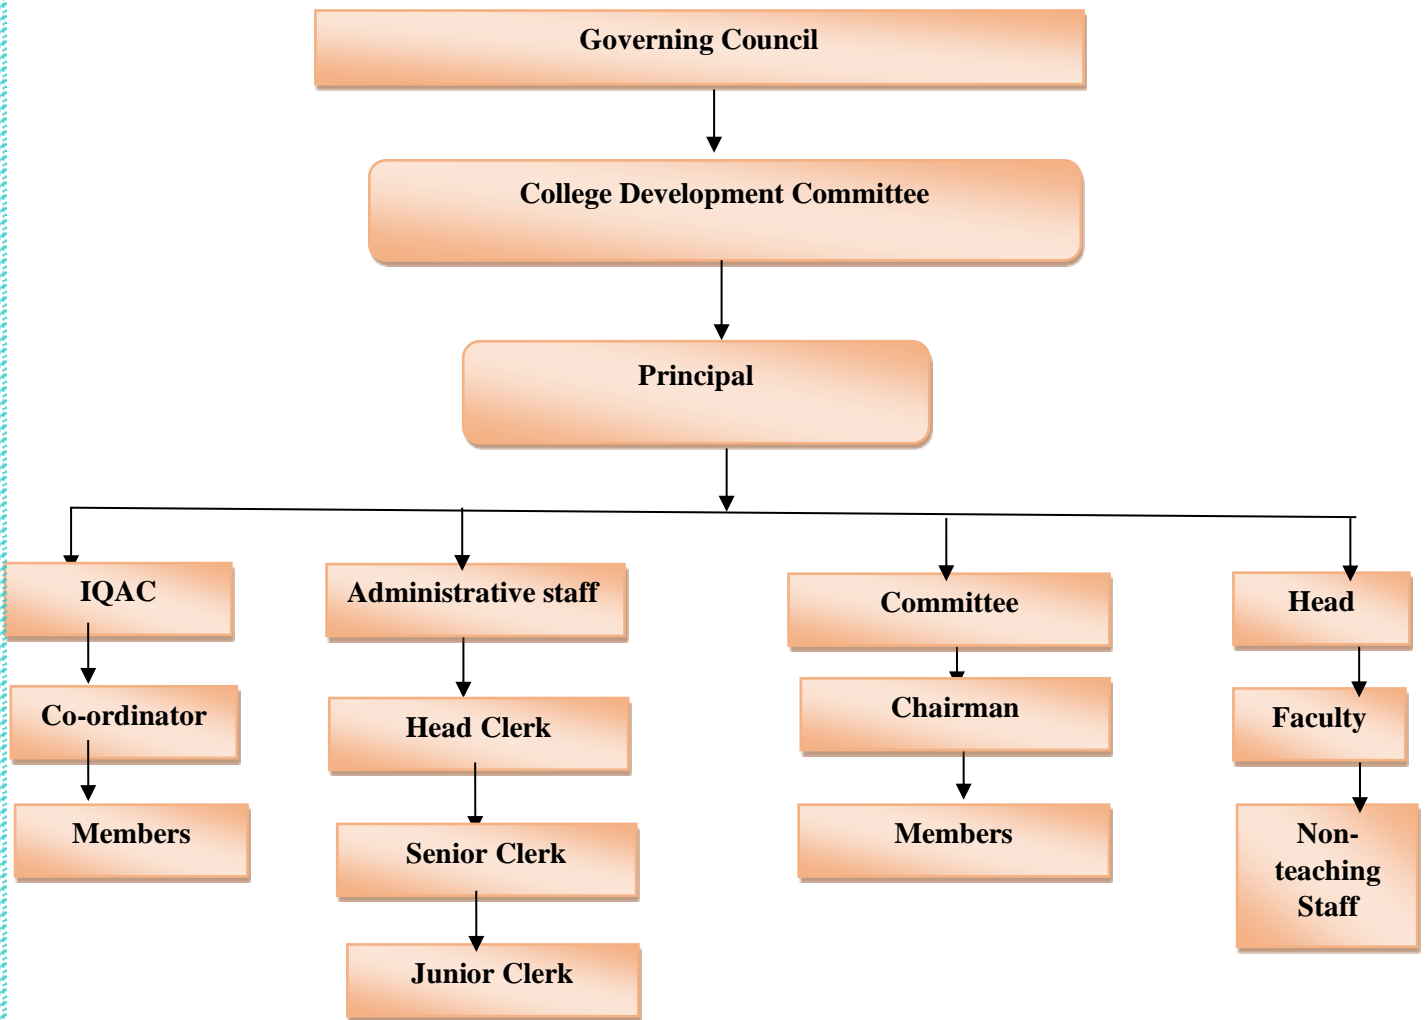 Governing Council
College Development Committee
Principal
IQAC
Administrative staff
Committee
Head
Co-ordinator
Head Clerk
Chairman
Faculty
Members
Senior Clerk
Members
Non-
teaching
Staff
Junior Clerk